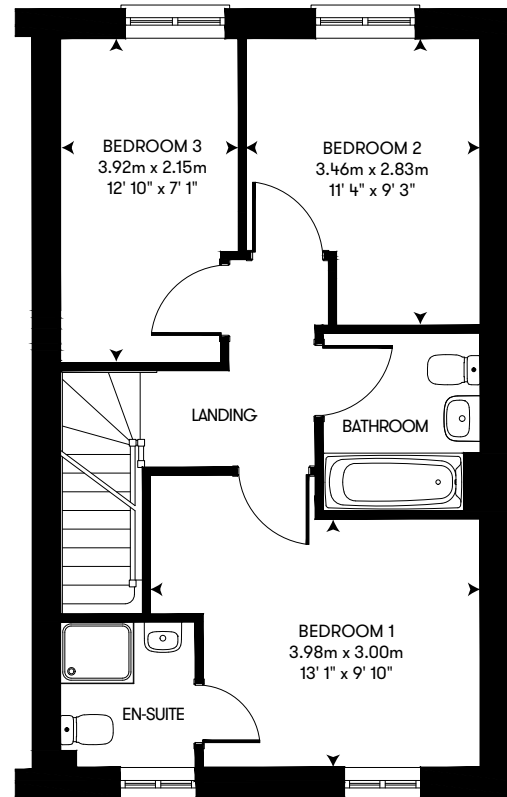 BEDROOM 3
3.92m x 2.15m
12' 10" x 7' 1"
BEDROOM 2
3.46m x 2.83m
11' 4" x 9' 3"
LANDING
BATHROOM
BEDROOM 1
3.98m x 3.00m
13' 1" x 9' 10"
EN-SUITE